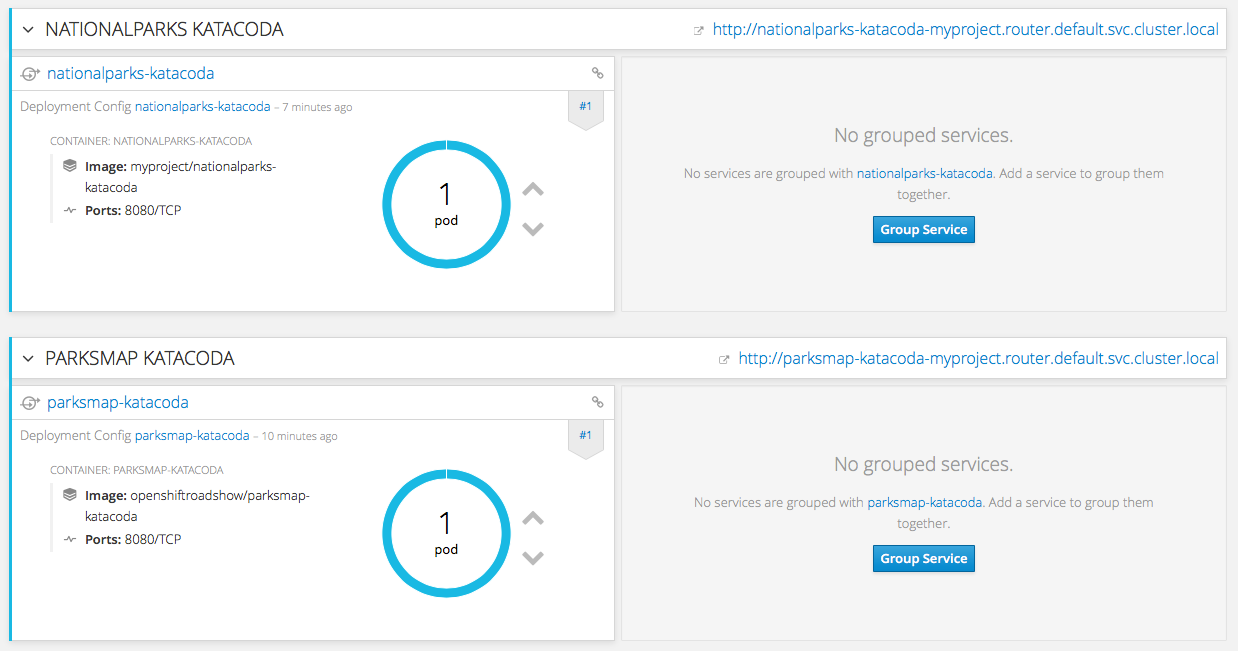 NATIONALPARKS KATACODA
http://nationalparks-katacoda-myproject.router.default.svc.cluster.local
nationalparks-katacoda
Deployment Config nationalparks-katacoda – 7 minutes ago
#1
CONTAINER: NATIONALPARKS-KATACODA
Image: myproject/nationalparks-
katacoda
Ports: 8080/TCP
1
pod
No grouped services.
No services are grouped with nationalparks-katacoda. Add a service to group them
together.
Group Service
PARKSMAP KATACODA
http://parksmap-katacoda-myproject.router.default.svc.cluster.local
parksmap-katacoda
Deployment Config parksmap-katacoda – 10 minutes ago
#1
CONTAINER: PARKSMAP-KATACODA
Image: openshiftroadshow/parksmap-
katacoda
Ports: 8080/TCP
1
pod
No grouped services.
No services are grouped with parksmap-katacoda. Add a service to group them
together.
Group Service